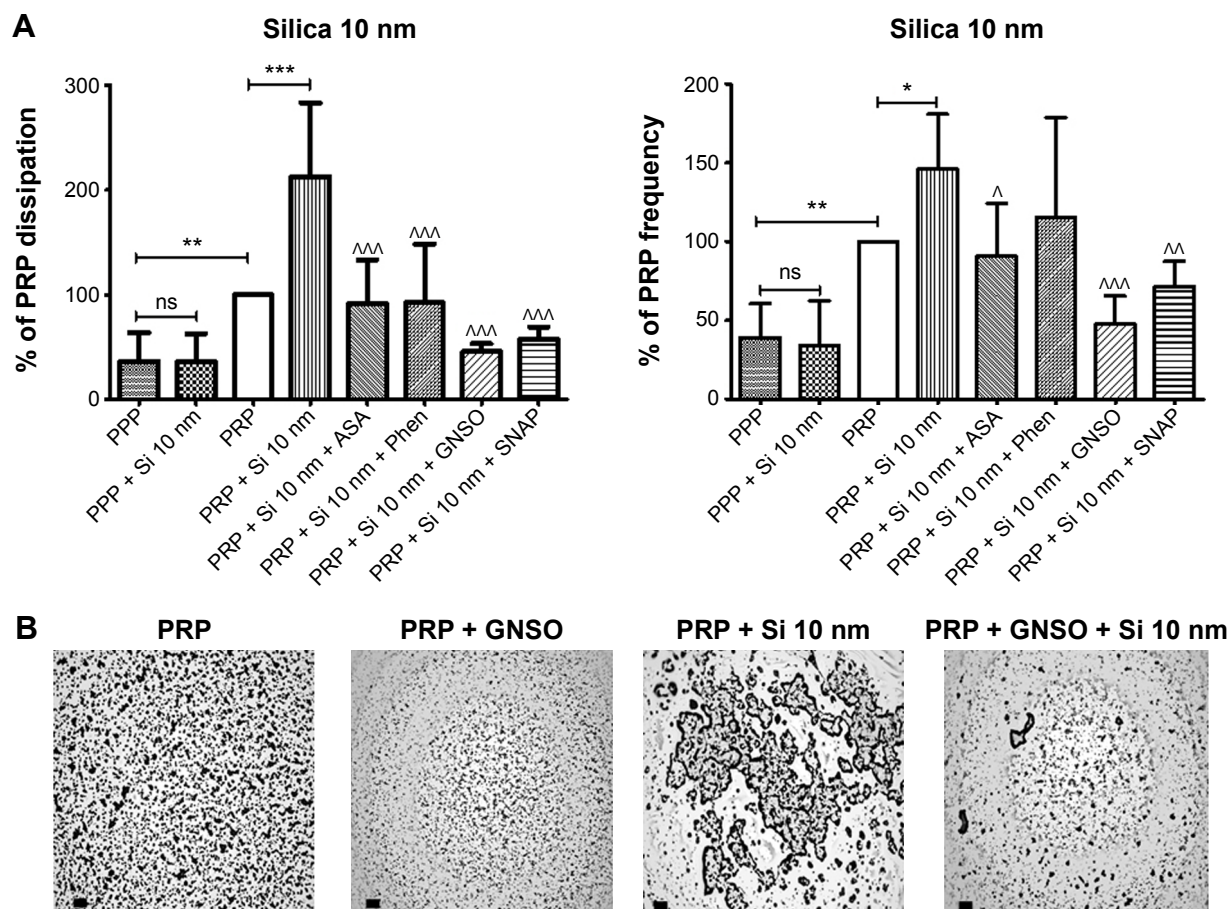 A
Silica 10 nm
% of PRP dissipation
300
200
100
0
***
**
ns
^^^
^^^
^^^
^^^
PPP
PPP + Si 10 nm
PRP
PRP + Si 10 nm
PRP + Si 10 nm + ASA
PRP + Si 10 nm + Phen
PRP + Si 10 nm + GNSO
PRP + Si 10 nm + SNAP
Silica 10 nm
% of PRP frequency
200
150
100
50
0
*
**
ns
^
^^^
^^
PPP
PPP + Si 10 nm
PRP
PRP + Si 10 nm
PRP + Si 10 nm + ASA
PRP + Si 10 nm + Phen
PRP + Si 10 nm + GNSO
PRP + Si 10 nm + SNAP
B
PRP
PRP + GNSO
PRP + Si 10 nm
PRP + GNSO + Si 10 nm